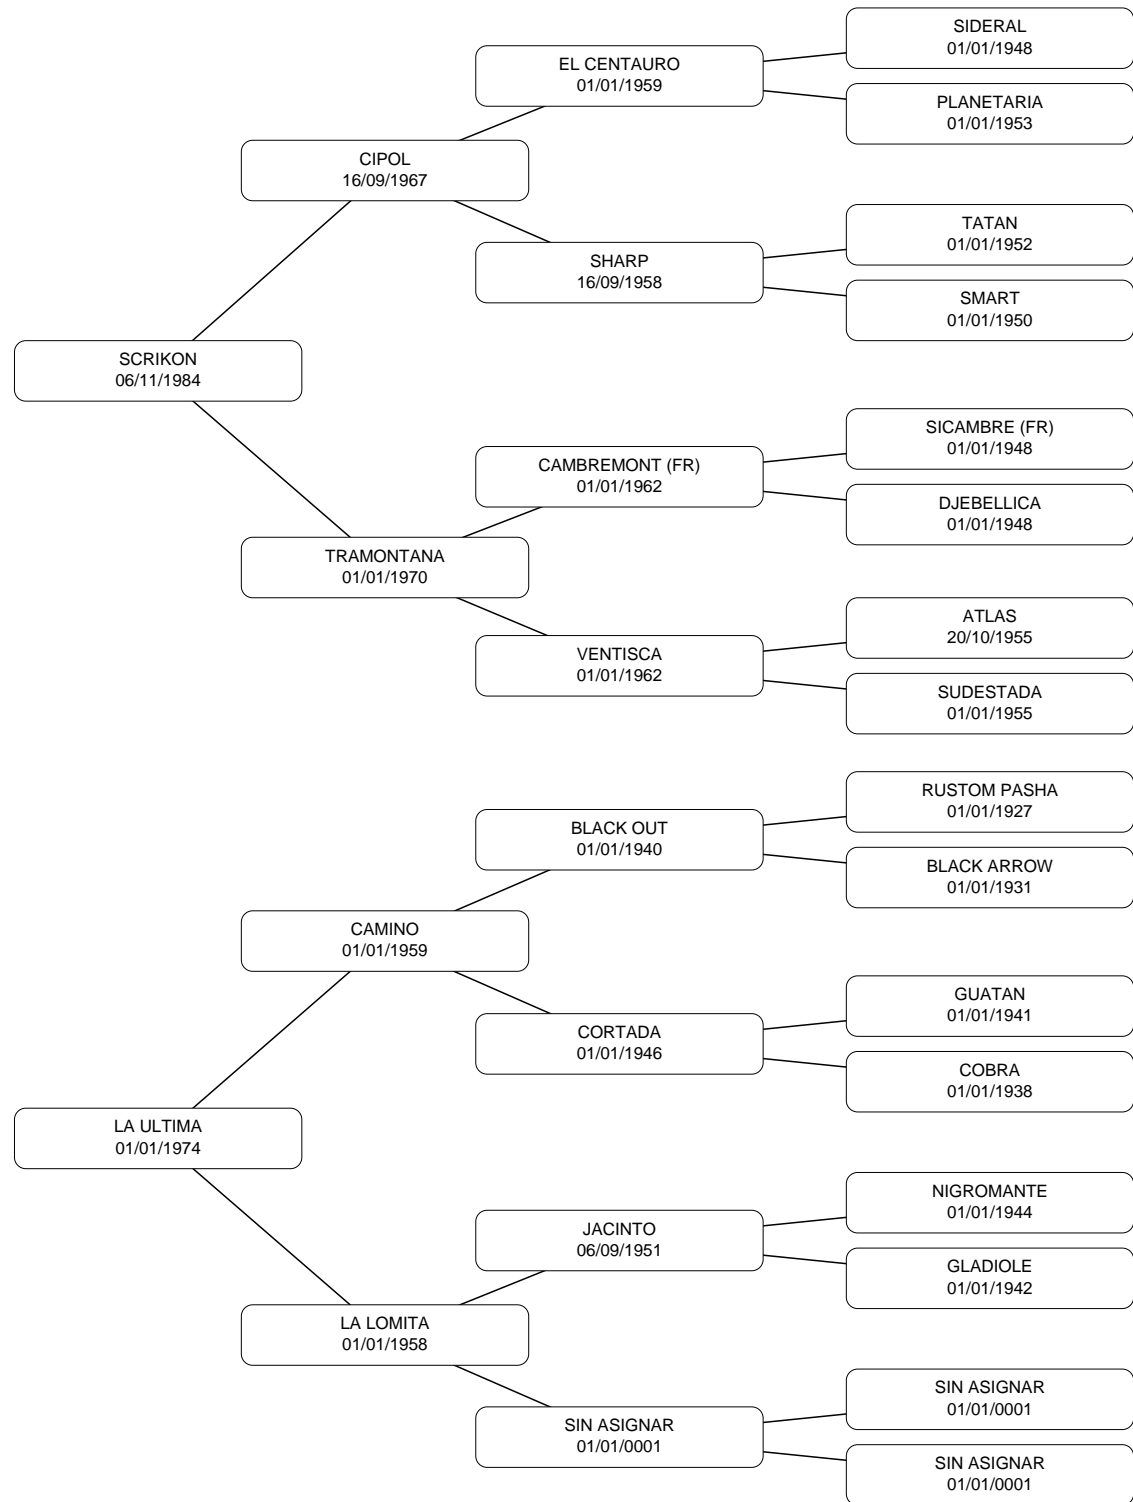 SIDERAL
01/01/1948
EL CENTAURO
01/01/1959
PLANETARIA
01/01/1953
CIPOL
16/09/1967
TATAN
01/01/1952
SHARP
16/09/1958
SMART
01/01/1950
SCRIKON
06/11/1984
SICAMBRE (FR)
01/01/1948
CAMBREMONT (FR)
01/01/1962
DJEBELLICA
01/01/1948
TRAMONTANA
01/01/1970
ATLAS
20/10/1955
VENTISCA
01/01/1962
SUDESTADA
01/01/1955
RUSTOM PASHA
01/01/1927
BLACK OUT
01/01/1940
BLACK ARROW
01/01/1931
CAMINO
01/01/1959
GUATAN
01/01/1941
CORTADA
01/01/1946
COBRA
01/01/1938
LA ULTIMA
01/01/1974
NIGROMANTE
01/01/1944
JACINTO
06/09/1951
GLADIOLE
01/01/1942
LA LOMITA
01/01/1958
SIN ASIGNAR
01/01/0001
SIN ASIGNAR
01/01/0001
SIN ASIGNAR
01/01/0001